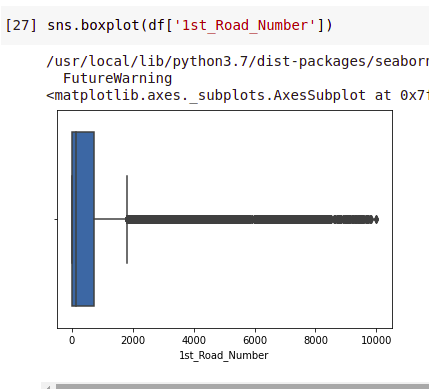 [27] sns.boxplot(df['1st_Road_Number'])
/usr/local/lib/python3.7/dist-packages/seaborn
FutureWarning
<matplotlib.axes._subplots.AxesSubplot at 0x7f
0 2000 4000 6000 8000 10000
1st_Road_Number